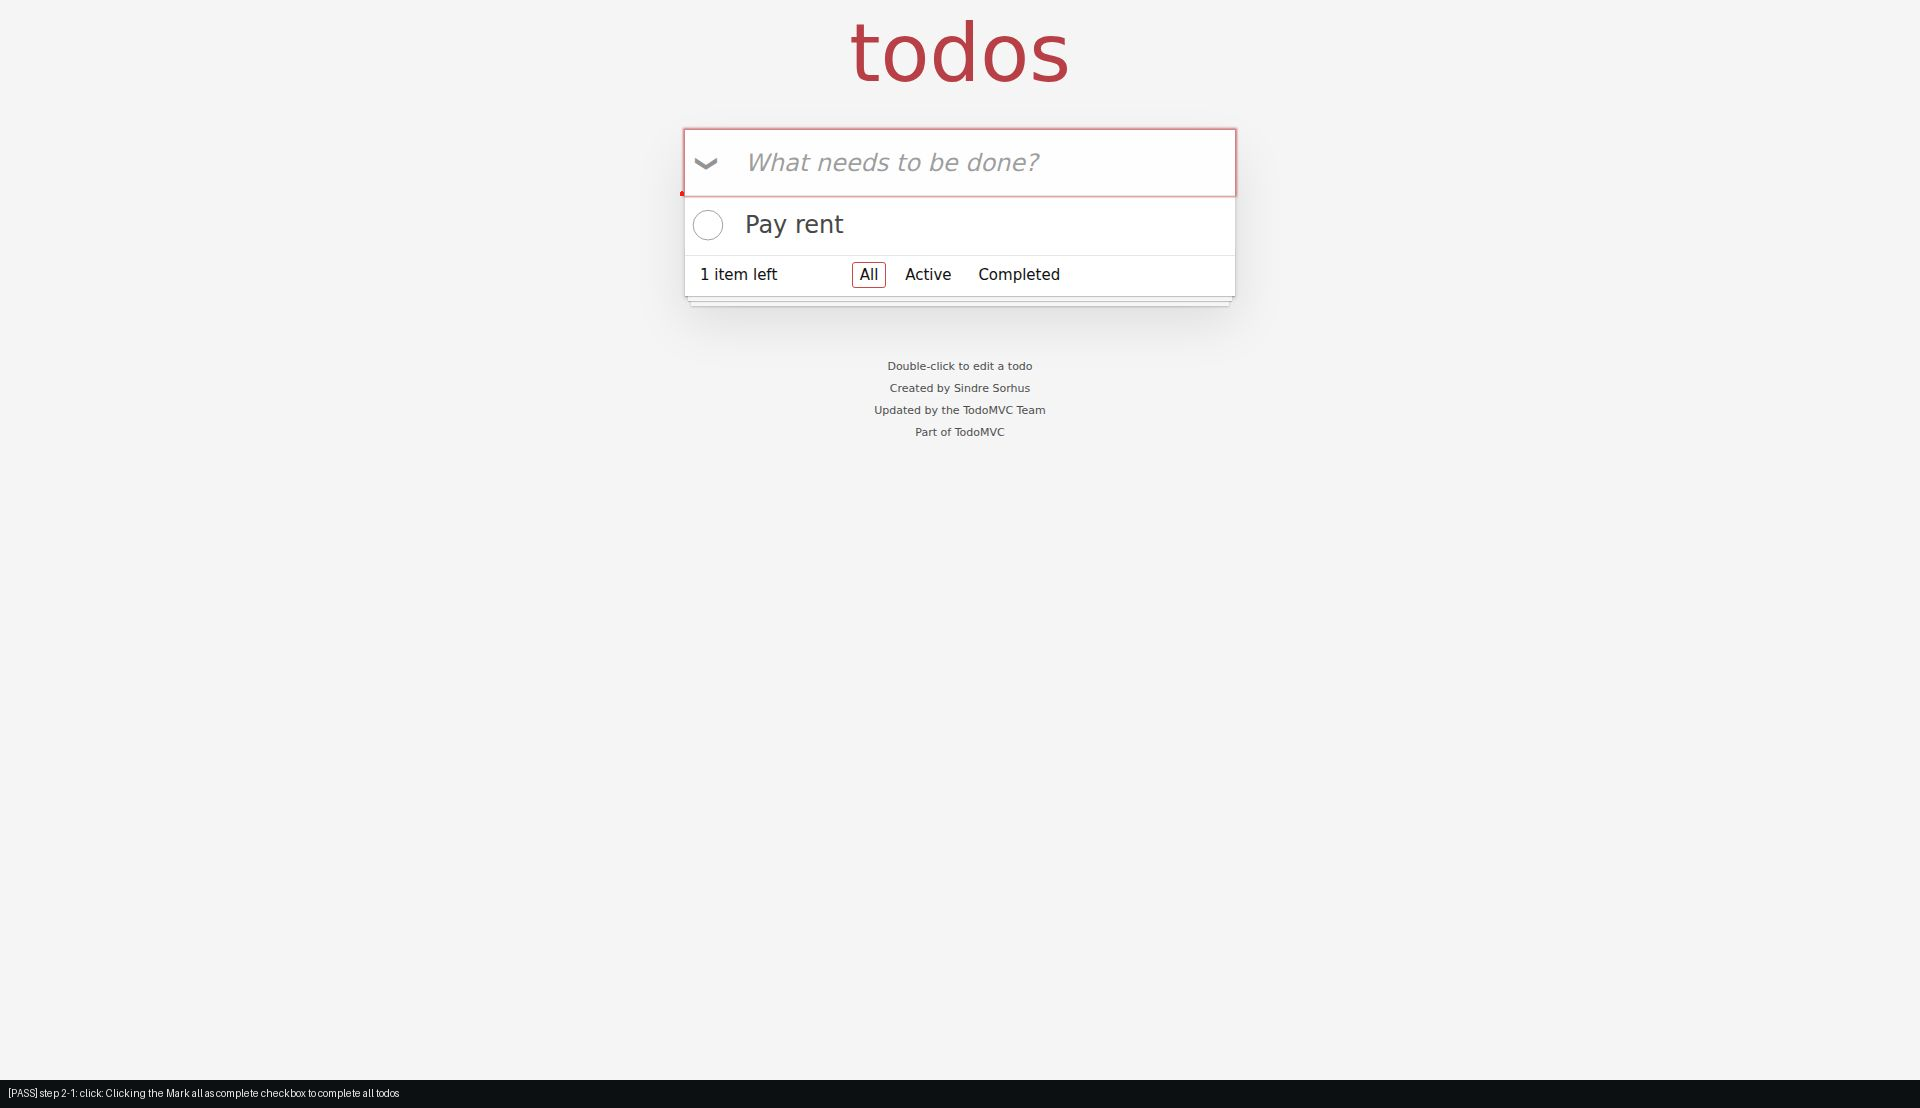 todos
What needs to be done?
Pay rent
1 item left All Active Completed
Double-click to edit a todo
Created by Sindre Sorhus
Updated by the TodoMVC Team
Part of TodoMVC
[PASS] step 2-1: click: Clicking the Mark all as complete checkbox to complete all todos